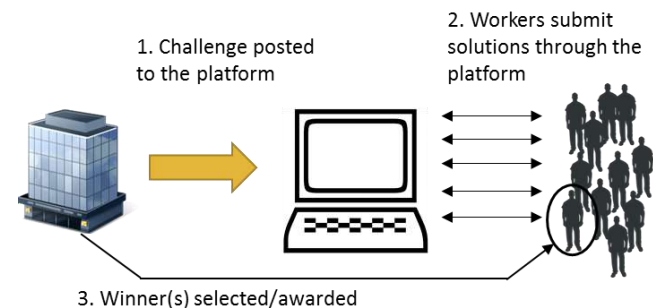 1. Challenge posted
to the platform
2. Workers submit
solutions through the
platform
3. Winner(s) selected/awarded